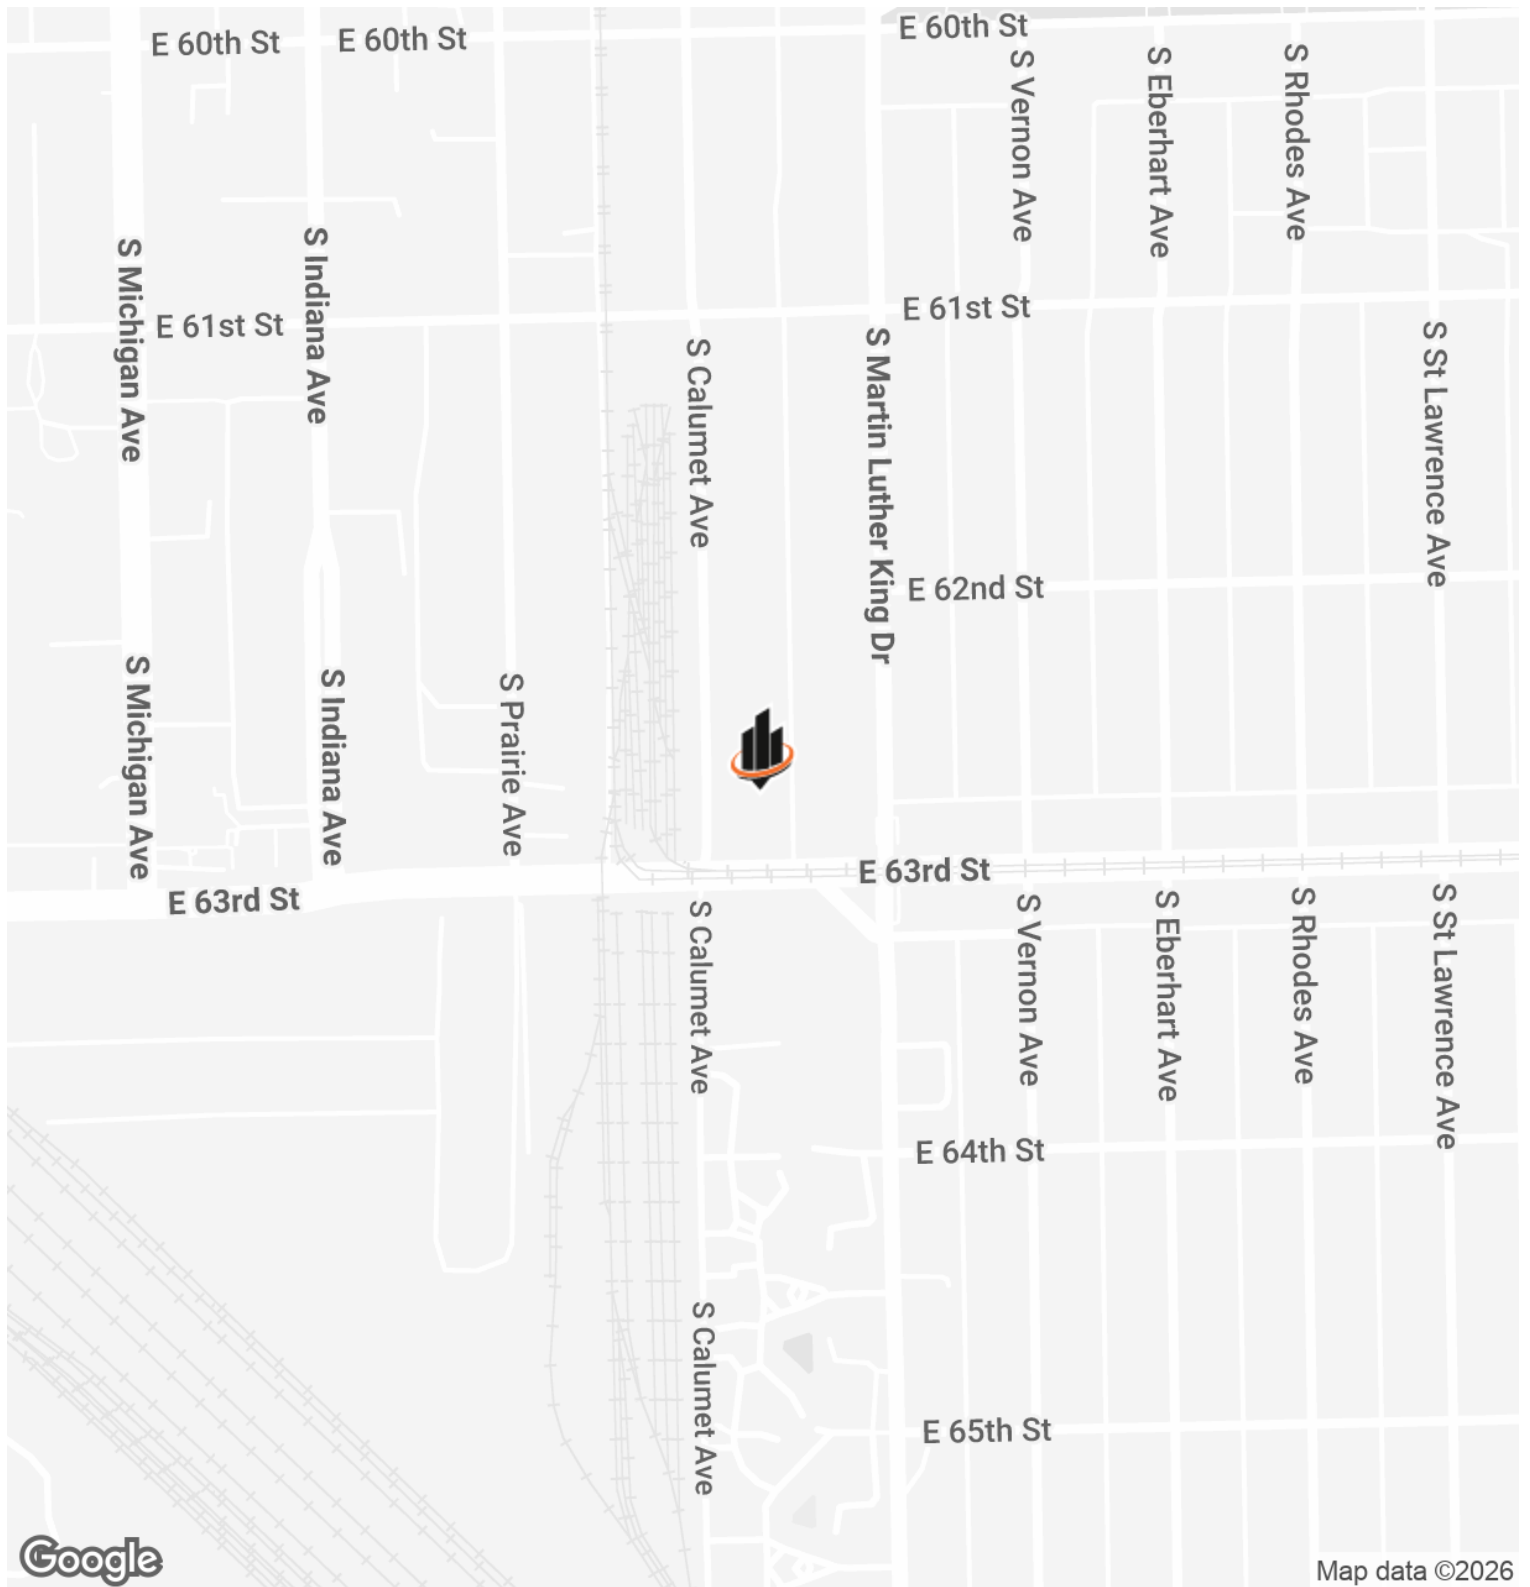 E 60th St
E 60th St
E 60th St
S Vernon Ave
S Eberhart Ave
S Rhodes Ave
S Michigan Ave
S Indiana Ave
E 61st St
E 61st St
S Calumet Ave
S Martin Luther King Dr
S St Lawrence Ave
E 62nd St
S Michigan Ave
S Indiana Ave
S Prairie Ave
E 63rd St
E 63rd St
S Calumet Ave
S Vernon Ave
S Eberhart Ave
S Rhodes Ave
S St Lawrence Ave
E 64th St
S Calumet Ave
E 65th St
Google
Map data ©2026